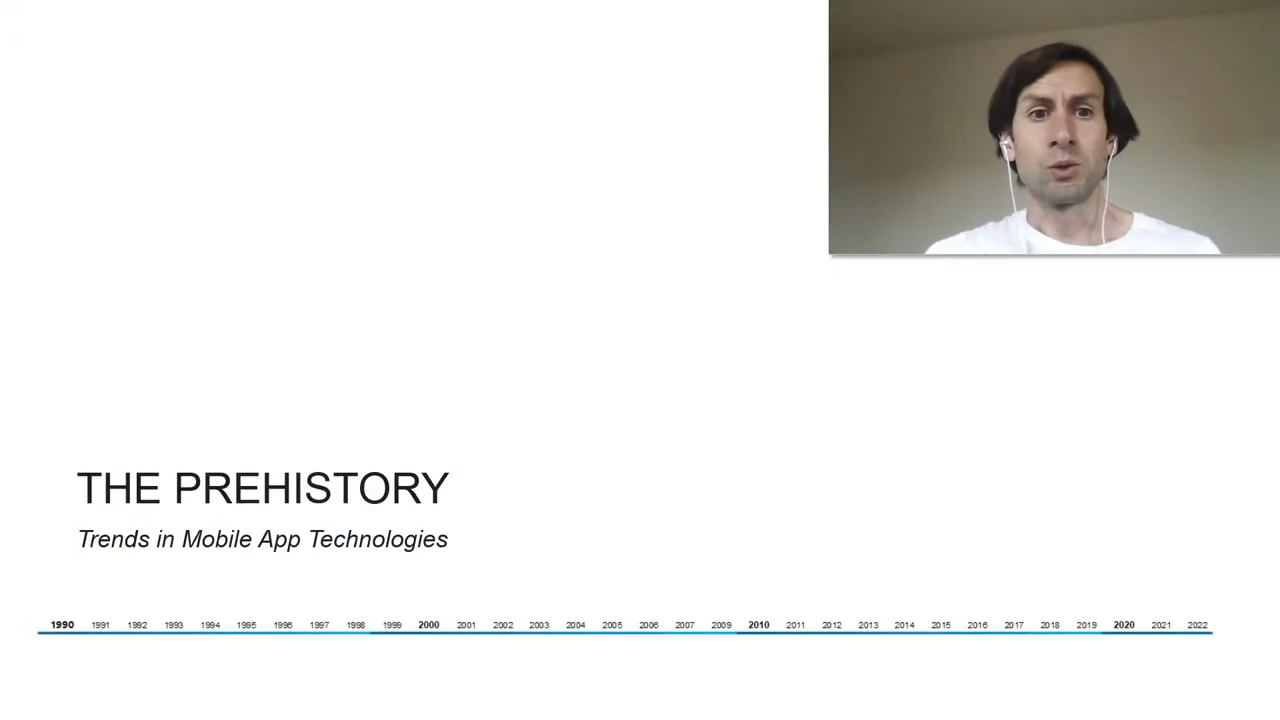 THE PREHISTORY
Trends in Mobile App Technologies
1990 1991 1992 1993 1994 1995 1996 1997 1998 1999 2000 2001 2002 2003 2004 2005 2006 2007 2009 2010 2011 2012 2013 2014 2015 2016 2017 2018 2019 2020 2021 2022